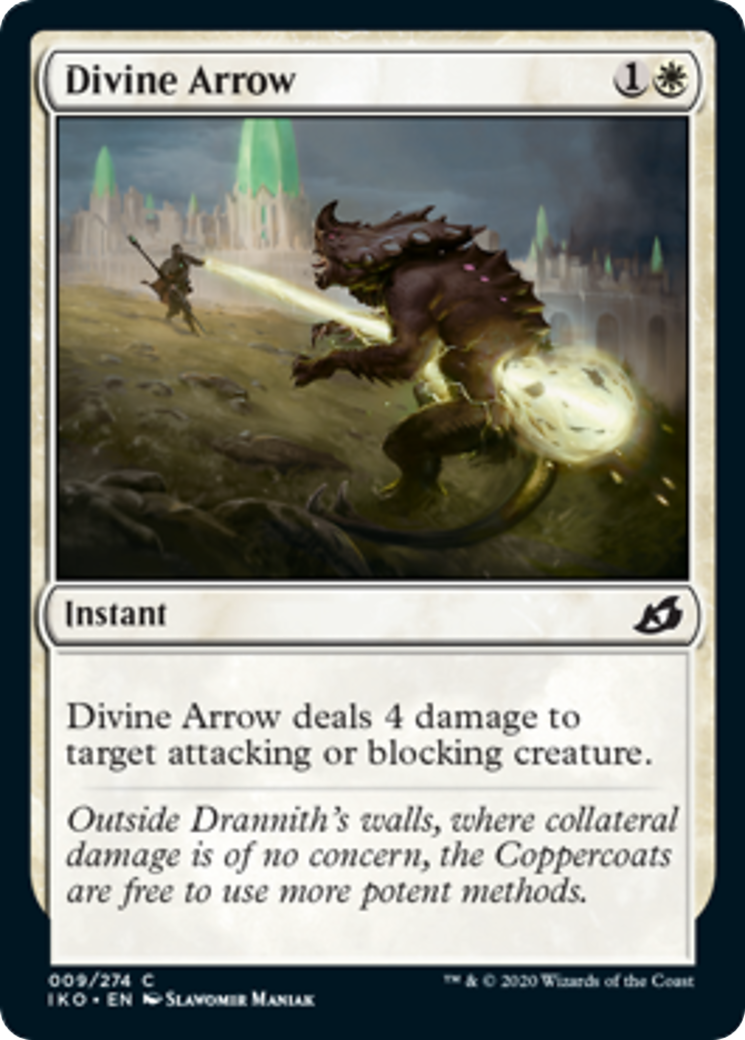 Divine Arrow 1
Instant
Divine Arrow deals 4 damage to
target attacking or blocking creature.
Outside Drannith's walls, where collateral
damage is of no concern, the Coppercoats
are free to use more potent methods.
009/274 C
™ & © 2020 Wizards of the Coast
IKO • EN Slawomir Maniak